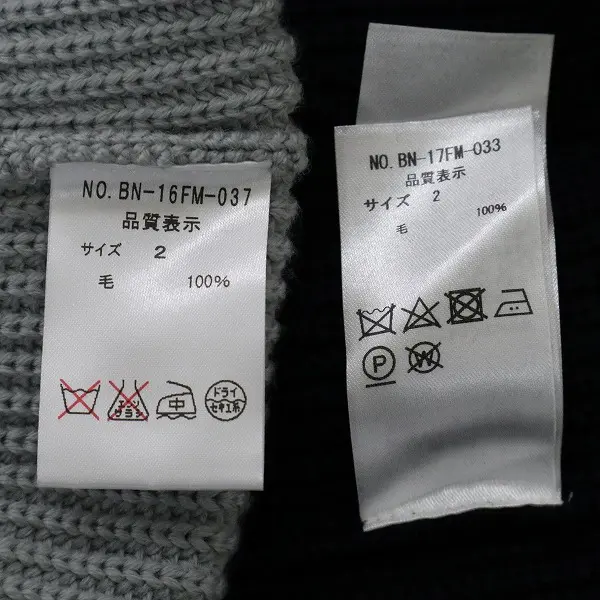 NO. BN-16FM-037
品質表示
サイズ 2
毛 100%
エンソ
サラシ
中
ドライ
セキユ系
NO. BN-17FM-033
品質表示
サイズ 2
毛 100%
P
W